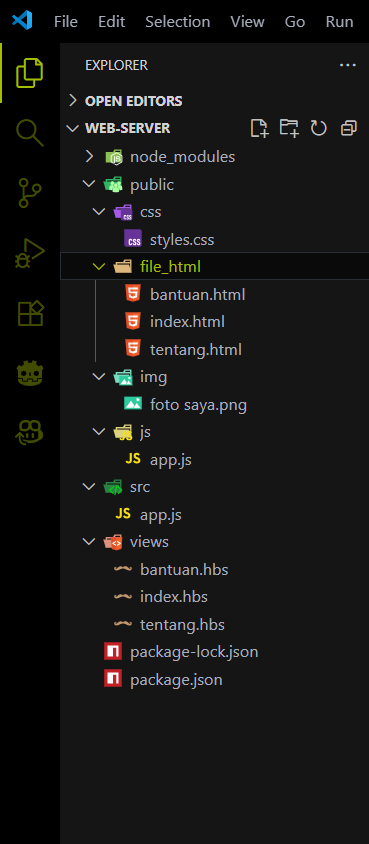 File Edit Selection View Go Run
EXPLORER
OPEN EDITORS
WEB-SERVER
node_modules
public
css
styles.css
file_html
bantuan.html
index.html
tentang.html
img
foto saya.png
js
JS app.js
src
JS app.js
views
bantuan.hbs
index.hbs
tentang.hbs
package-lock.json
package.json